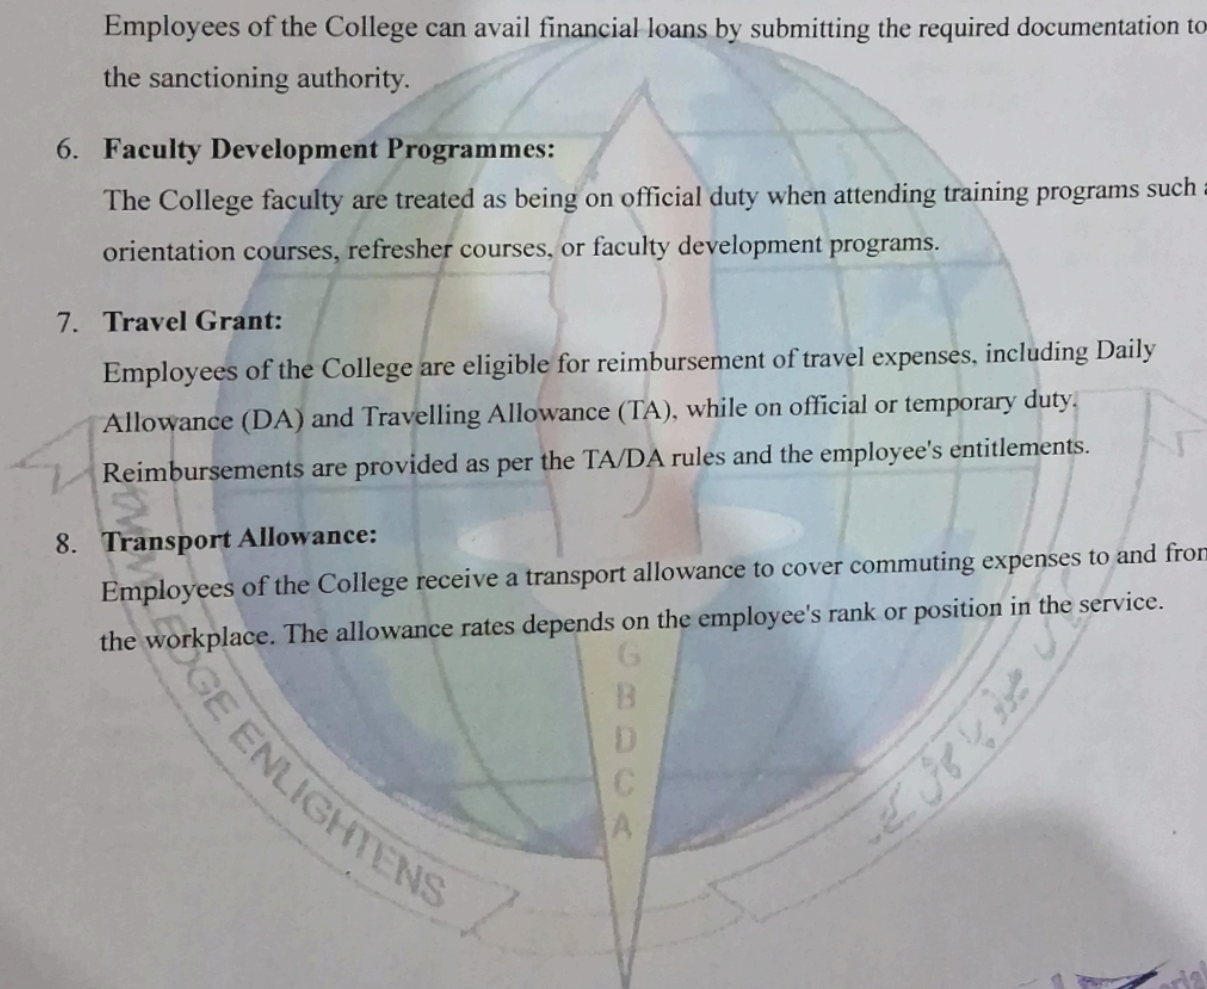 Employees of the College can avail financial loans by submitting the required documentation to
the sanctioning authority.
6. Faculty Development Programmes:
The College faculty are treated as being on official duty when attending training programs such
orientation courses, refresher courses, or faculty development programs.
7. Travel Grant:
Employees of the College are eligible for reimbursement of travel expenses, including Daily
Allowance (DA) and Travelling Allowance (TA), while on official or temporary duty.
Reimbursements are provided as per the TA/DA rules and the employee's entitlements.
8. Transport Allowance:
Employees of the College receive a transport allowance to cover commuting expenses to and
the workplace. The allowance rates depends on the employee's rank or position in the service.
G
B
D
C
A
ENLIGHTENS